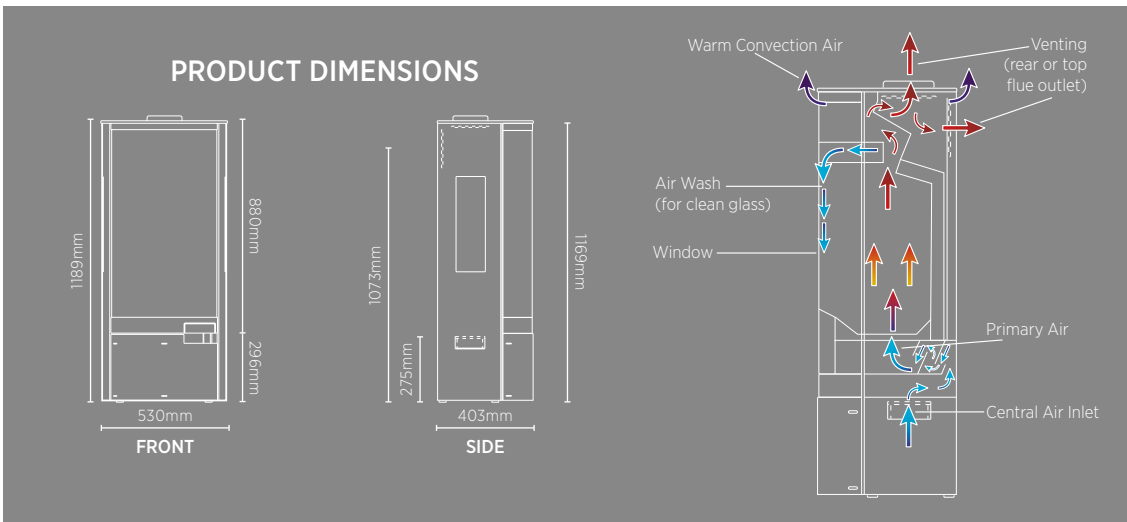 PRODUCT DIMENSIONS
1189mm
880mm
296mm
530mm
FRONT
1073mm
275mm
1169mm
403mm
SIDE
Warm Convection Air
Venting
(rear or top
flue outlet)
Air Wash
(for clean glass)
Window
Primary Air
Central Air Inlet